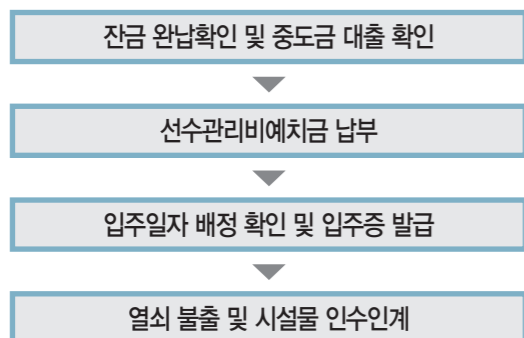 잔금 완납확인 및 중도금 대출 확인
선수관리비예치금 납부
입주일자 배정 확인 및 입주증 발급
열쇠 불출 및 시설물 인수인계